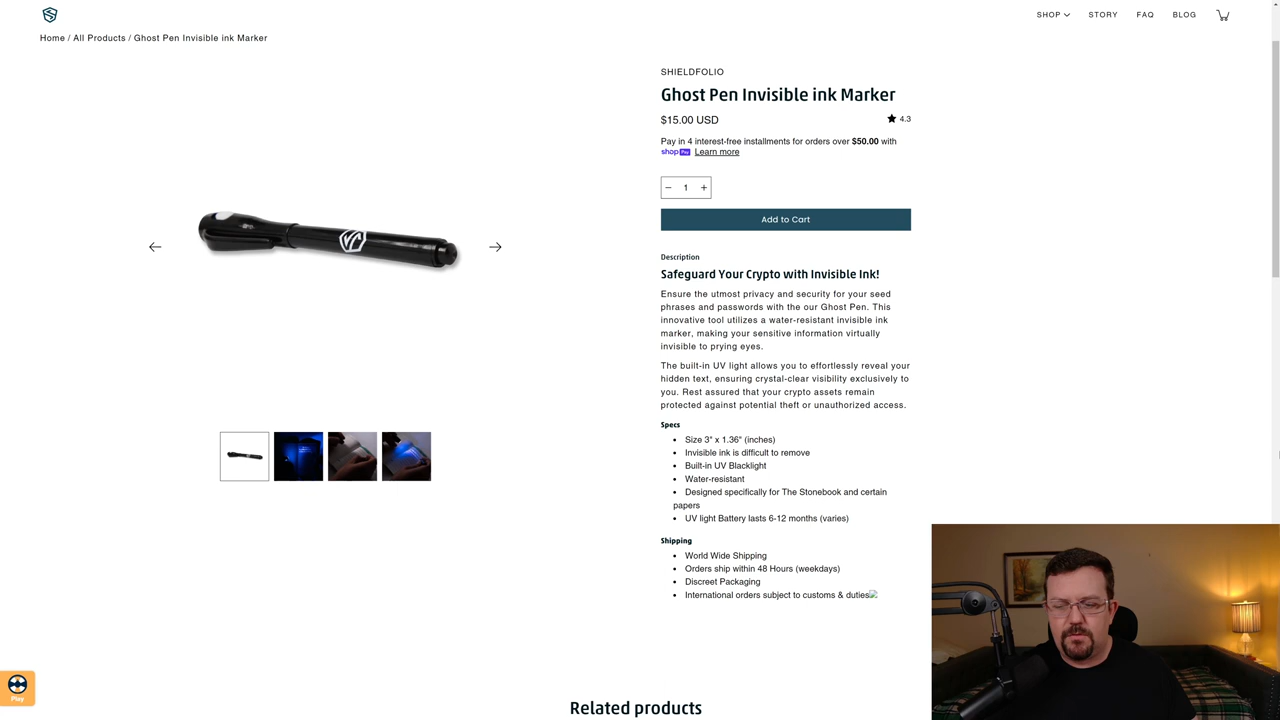 SHOP
STORY
FAQ
BLOG
Home / All Products / Ghost Pen Invisible ink Marker
SHIELDFOLIO
Ghost Pen Invisible ink Marker
$15.00 USD
4.3
Pay in 4 interest-free installments for orders over $50.00 with
shop Pay Learn more
− 1 +
Add to Cart
Description
Safeguard Your Crypto with Invisible Ink!
Ensure the utmost privacy and security for your seed
phrases and passwords with the our Ghost Pen. This
innovative tool utilizes a water-resistant invisible ink
marker, making your sensitive information virtually
invisible to prying eyes.
The built-in UV light allows you to effortlessly reveal your
hidden text, ensuring crystal-clear visibility exclusively to
you. Rest assured that your crypto assets remain
protected against potential theft or unauthorized access.
Specs
• Size 3" x 1.36" (inches)
• Invisible ink is difficult to remove
• Built-in UV Blacklight
• Water-resistant
• Designed specifically for The Stonebook and certain
papers
• UV light Battery lasts 6-12 months (varies)
Shipping
• World Wide Shipping
• Orders ship within 48 Hours (weekdays)
• Discreet Packaging
• International orders subject to customs & duties
Play
Related products